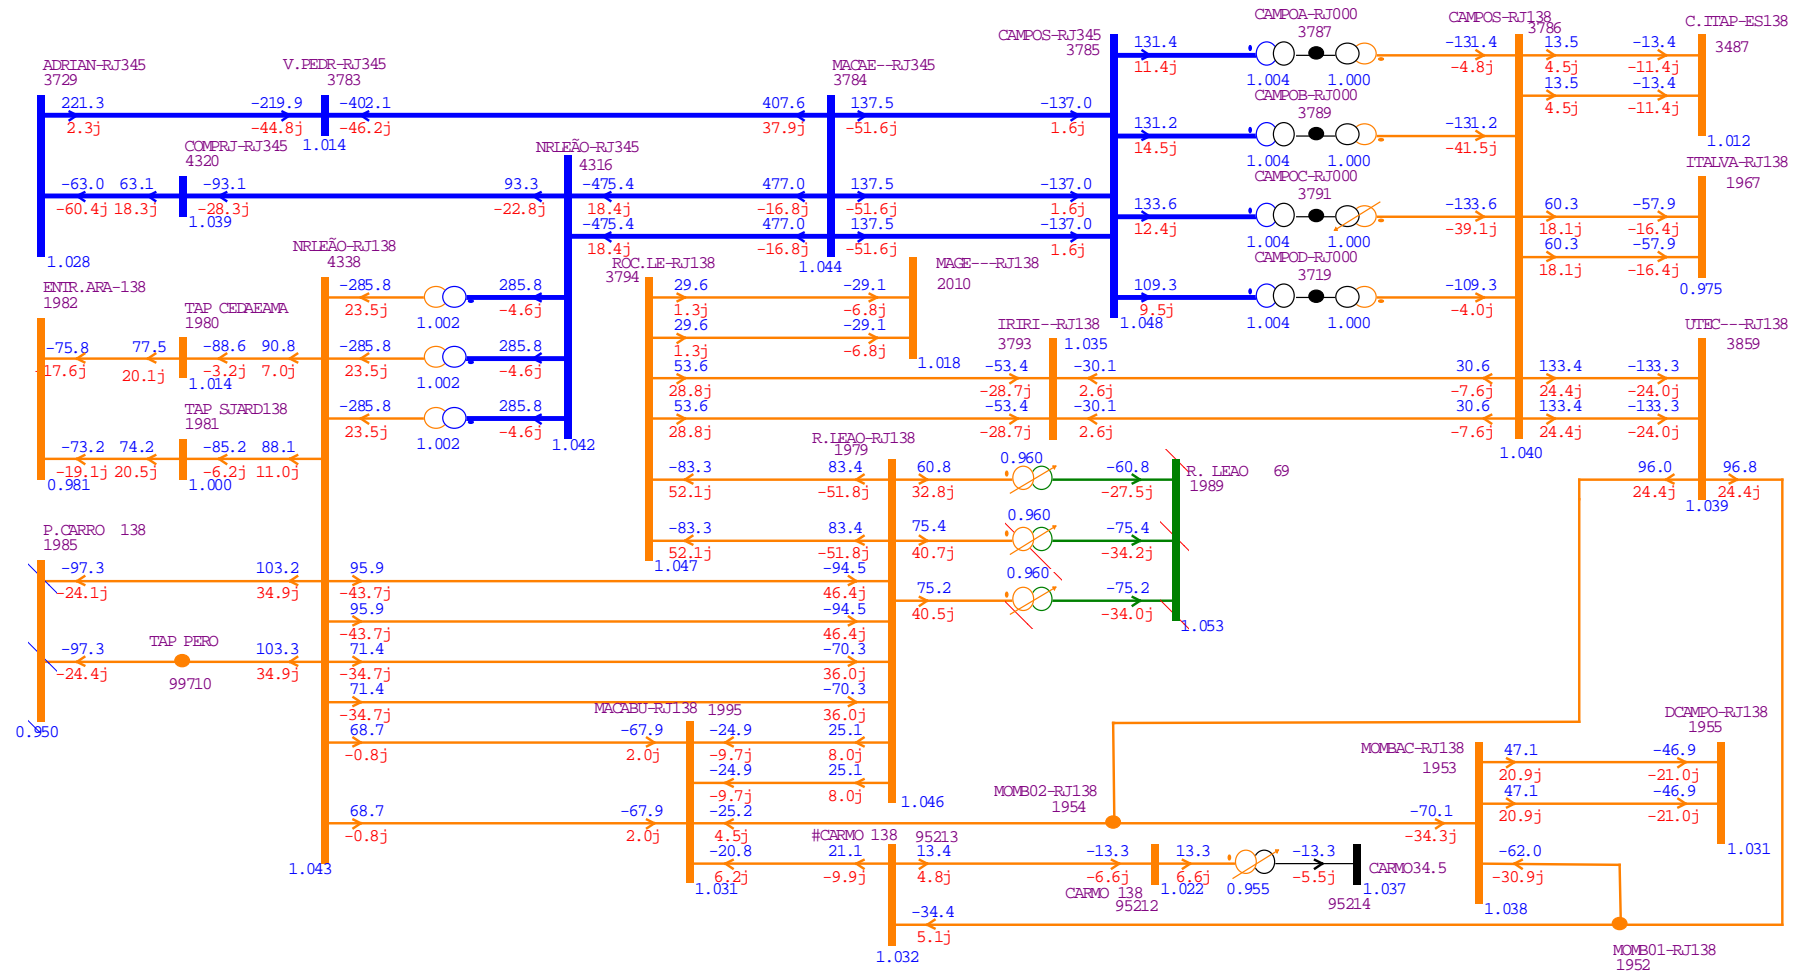 ADRIAN-RJ345
3729
221.3
2.3j
-219.9
-44.8j
-63.0
-60.4j
1.028
V.PEDR-RJ345
3783
-402.1
-46.2j
1.014
COMPRJ-RJ345
4320
63.1
18.3j
-93.1
-28.3j
1.039
NRLEÃO-RJ345
4316
93.3
-22.8j
-475.4
18.4j
-475.4
18.4j
285.8
-4.6j
285.8
-4.6j
285.8
-4.6j
1.042
MACAE--RJ345
3784
407.6
37.9j
477.0
-16.8j
477.0
-16.8j
137.5
-51.6j
137.5
-51.6j
137.5
-51.6j
1.044
CAMPOS-RJ345
3785
-137.0
1.6j
-137.0
1.6j
-137.0
1.6j
131.4
11.4j
131.2
14.5j
133.6
12.4j
109.3
9.5j
1.048
CAMPOA-RJ000
3787
1.004
1.000
CAMPOB-RJ000
3789
1.004
1.000
CAMPOC-RJ000
3791
1.004
1.000
CAMPOD-RJ000
3719
1.004
1.000
CAMPOS-RJ138
3786
-131.4
-4.8j
-131.2
-41.5j
-133.6
-39.1j
-109.3
-4.0j
30.6
-7.6j
30.6
-7.6j
13.5
4.5j
13.5
4.5j
60.3
18.1j
60.3
18.1j
133.4
24.4j
133.4
24.4j
1.040
C.ITAP-ES138
3487
-13.4
-11.4j
-13.4
-11.4j
1.012
ITALVA-RJ138
1967
-57.9
-16.4j
-57.9
-16.4j
0.975
UTEC---RJ138
3859
-133.3
-24.0j
-133.3
-24.0j
96.0
24.4j
96.8
24.4j
1.039
NRLEÃO-RJ138
4338
-285.8
23.5j
1.002
-285.8
23.5j
1.002
-285.8
23.5j
1.002
90.8
7.0j
88.1
11.0j
103.2
34.9j
103.3
34.9j
95.9
-43.7j
95.9
-43.7j
71.4
-34.7j
71.4
-34.7j
68.7
-0.8j
68.7
-0.8j
1.043
ENTR.ARA-138
1982
-75.8
-17.6j
-73.2
-19.1j
0.981
TAP CEDAEAMA
1980
77.5
20.1j
-88.6
-3.2j
1.014
TAP SJARD138
1981
74.2
20.5j
-85.2
-6.2j
1.000
P.CARRO 138
1985
-97.3
-24.1j
-97.3
-24.4j
0.950
TAP PERO
99710
ROC.LE-RJ138
3794
29.6
1.3j
29.6
1.3j
53.6
28.8j
53.6
28.8j
-83.3
52.1j
-83.3
52.1j
1.047
MAGE---RJ138
2010
-29.1
-6.8j
-29.1
-6.8j
1.018
IRIRI--RJ138
3793
1.035
-53.4
-28.7j
-53.4
-28.7j
-30.1
2.6j
-30.1
2.6j
R.LEAO-RJ138
1979
83.4
-51.8j
83.4
-51.8j
60.8
32.8j
75.4
40.7j
75.2
40.5j
-94.5
46.4j
-94.5
46.4j
-70.3
36.0j
-70.3
36.0j
25.1
8.0j
25.1
8.0j
1.046
0.960
0.960
0.960
R. LEAO 69
1989
-60.8
-27.5j
-75.4
-34.2j
-75.2
-34.0j
1.053
MACABU-RJ138 1995
-67.9
2.0j
-67.9
2.0j
-24.9
-9.7j
-24.9
-9.7j
-25.2
4.5j
-20.8
6.2j
1.031
#CARMO 138 95213
21.1
-9.9j
13.4
4.8j
-34.4
5.1j
1.032
MOMB02-RJ138
1954
CARMO 138
95212
-13.3
-6.6j
13.3
6.6j
1.022
0.955
-13.3
-5.5j
CARMO34.5
1.037
95214
MOMBAC-RJ138
1953
-70.1
-34.3j
-62.0
-30.9j
47.1
20.9j
47.1
20.9j
1.038
DCAMPO-RJ138
1955
-46.9
-21.0j
-46.9
-21.0j
1.031
MOMB01-RJ138
1952